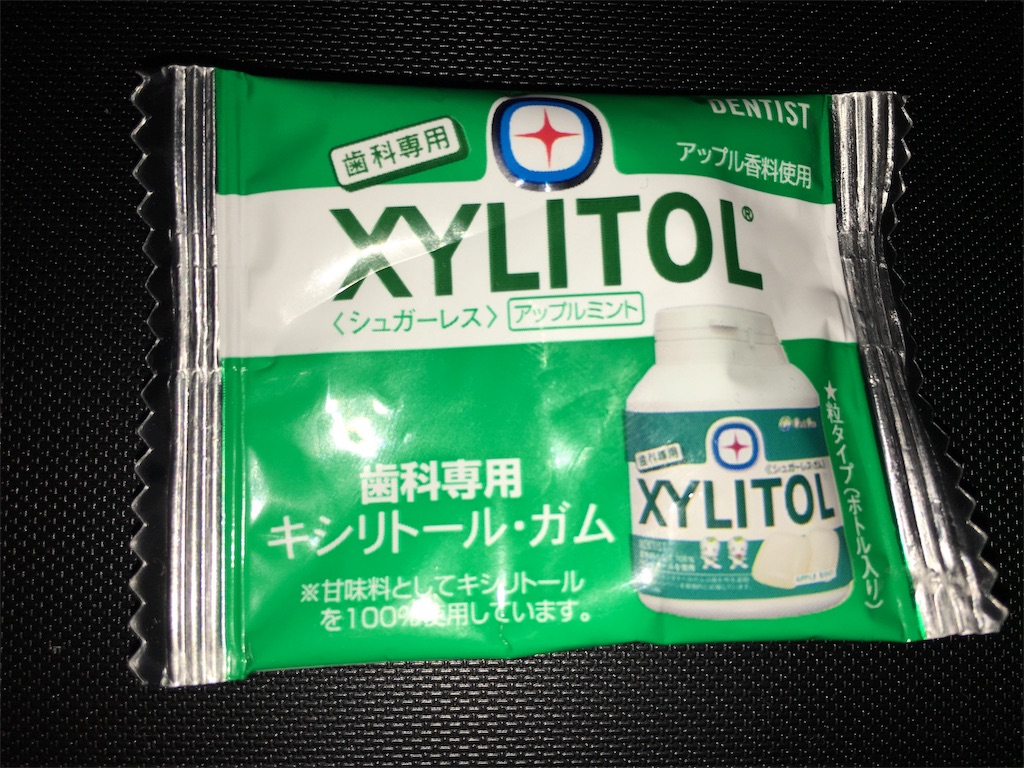 DENTIST
歯科専用
アップル香料使用
XYLITOL®
〈シュガーレス〉 アップルミント
歯科専用
キシリトール・ガム
※甘味料としてキシリトール
を100%使用しています。
★粒タイプ(ボトル入り)
歯科専用
〈シュガーレスガム〉
XYLITOL
APPLE MINT